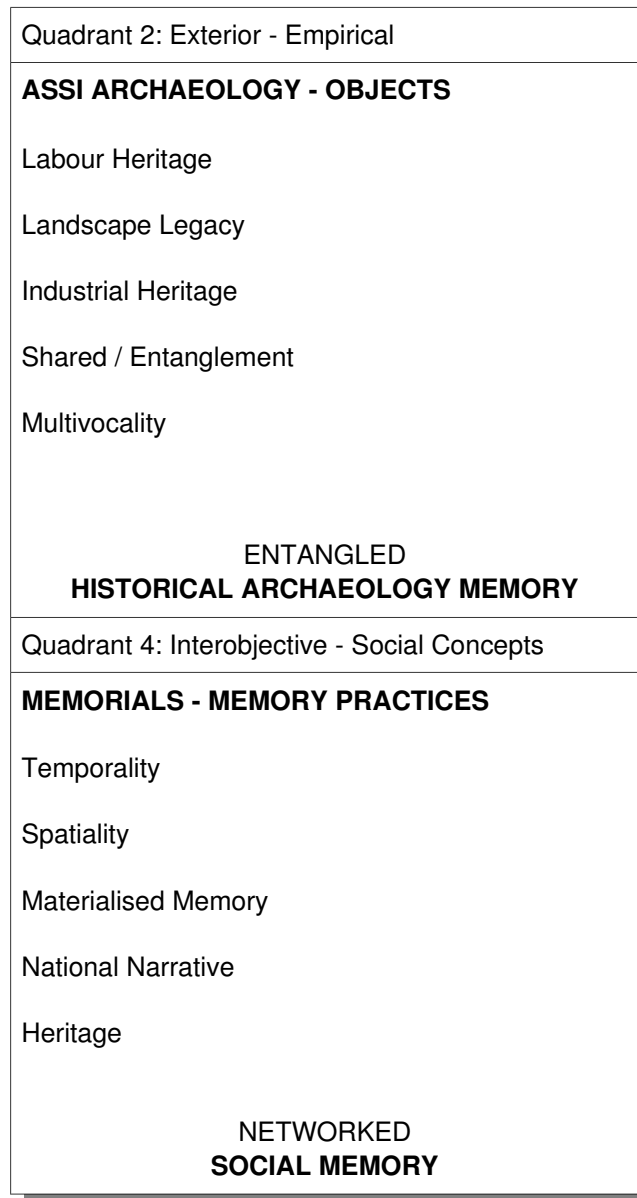 Quadrant 2: Exterior - Empirical
ASSI ARCHAEOLOGY - OBJECTS
Labour Heritage
Landscape Legacy
Industrial Heritage
Shared / Entanglement
Multivocality
ENTANGLED
HISTORICAL ARCHAEOLOGY MEMORY
Quadrant 4: Interobjective - Social Concepts
MEMORIALS - MEMORY PRACTICES
Temporality
Spatiality
Materialised Memory
National Narrative
Heritage
NETWORKED
SOCIAL MEMORY